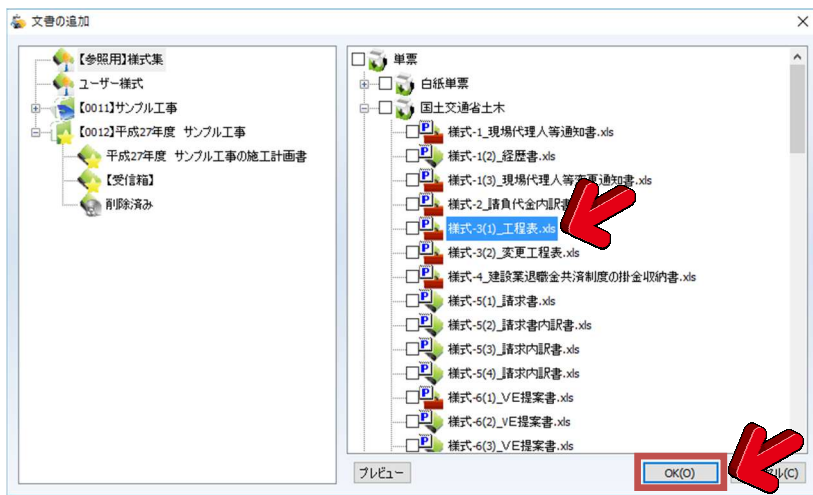 文書の追加
【参照用】様式集
ユーザー様式
【0011】サンプル工事
【0012】平成27年度 サンプル工事
平成27年度 サンプル工事の施工計画書
【受信箱】
削除済み
単票
白紙単票
国土交通省土木
様式-1_現場代理人等通知書.xls
様式-1(2)_経歴書.xls
様式-1(3)_現場代理人等変更通知書.xls
様式-2_請負代金内訳書
様式-3(1)_工程表.xls
様式-3(2)_変更工程表.xls
様式-4_建設業退職金共済制度の掛金収納書.xls
様式-5(1)_請求書.xls
様式-5(2)_請求書内訳書.xls
様式-5(3)_請求内訳書.xls
様式-5(4)_請求内訳書.xls
様式-6(1)_VE提案書.xls
様式-6(2)_VE提案書.xls
様式-6(3)_VE提案書.xls
プレビュー
OK(O)
ル(C)